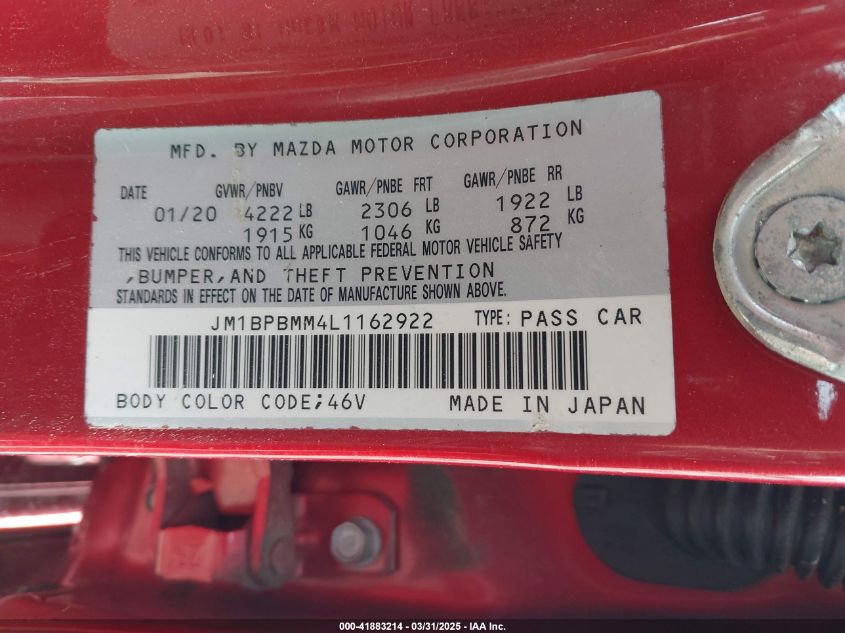 MFD. BY MAZDA MOTOR CORPORATION
DATE GVWR/PNBV GAWR/PNBE FRT GAWR/PNBE RR
01/20 4222 LB 2306 LB 1922 LB
1915 KG 1046 KG 872 KG
THIS VEHICLE CONFORMS TO ALL APPLICABLE FEDERAL MOTOR VEHICLE SAFETY
,BUMPER,AND THEFT PREVENTION
STANDARDS IN EFFECT ON THE DATE OF MANUFACTURE SHOWN ABOVE.
JM1BPBMM4L1162922 TYPE: PASS CAR
BODY COLOR CODE;46V MADE IN JAPAN
000-41883214 - 03/31/2025 - IAA Inc.